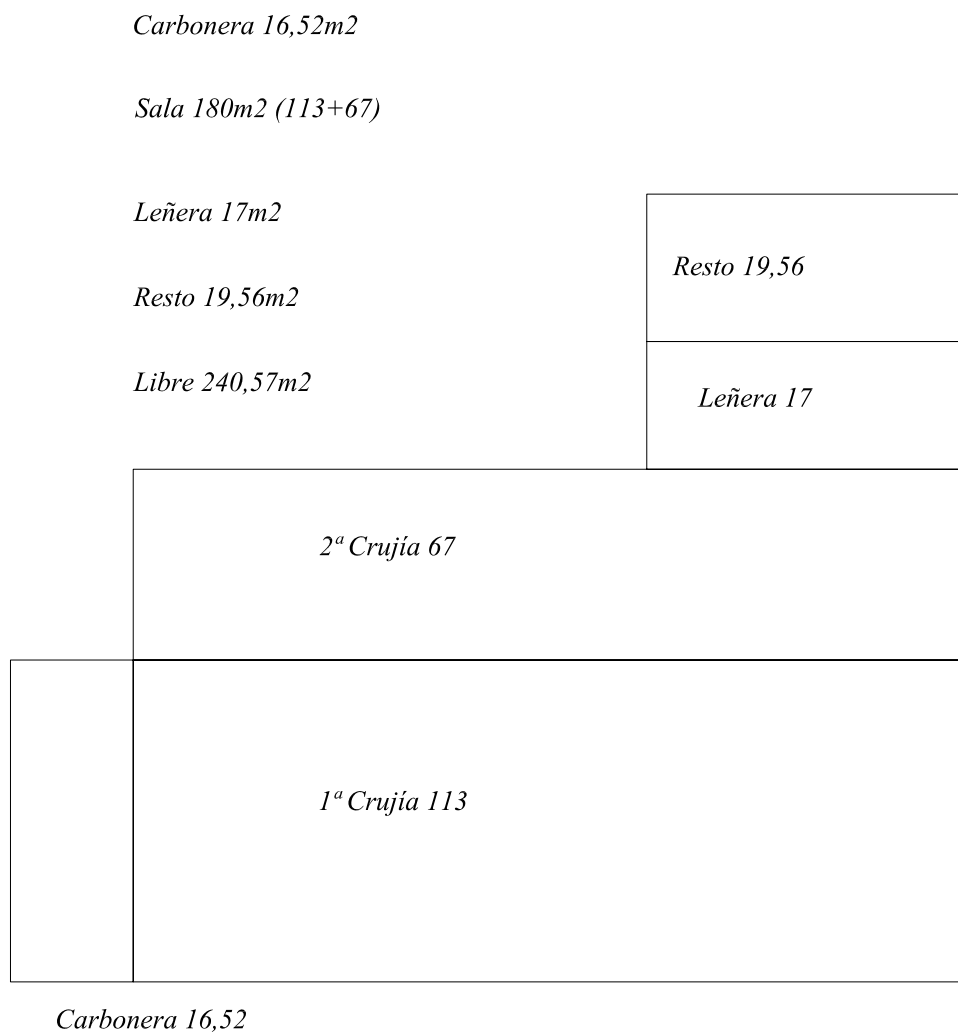 Carbonera 16,52m2
Sala 180m2 (113+67)
Leñera 17m2
Resto 19,56m2
Libre 240,57m2
Resto 19,56
Leñera 17
2ª Crujía 67
1ª Crujía 113
Carbonera 16,52